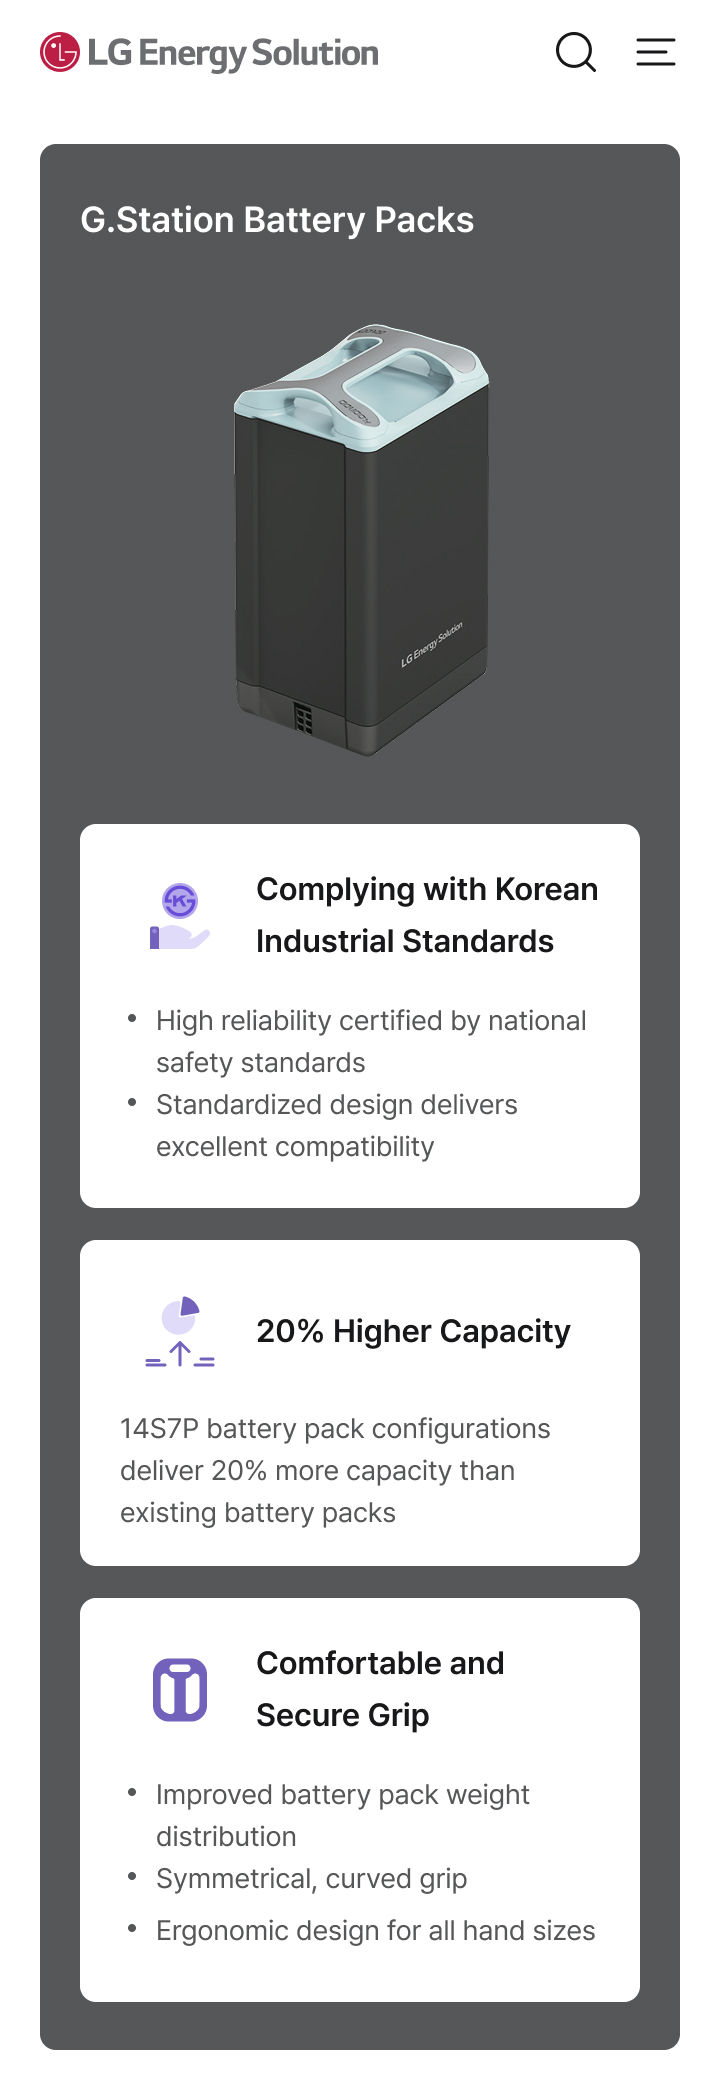 LG Energy Solution
G.Station Battery Packs
LG Energy Solution
Complying with Korean
Industrial Standards
• High reliability certified by national
safety standards
• Standardized design delivers
excellent compatibility
20% Higher Capacity
14S7P battery pack configurations
deliver 20% more capacity than
existing battery packs
Comfortable and
Secure Grip
• Improved battery pack weight
distribution
• Symmetrical, curved grip
• Ergonomic design for all hand sizes